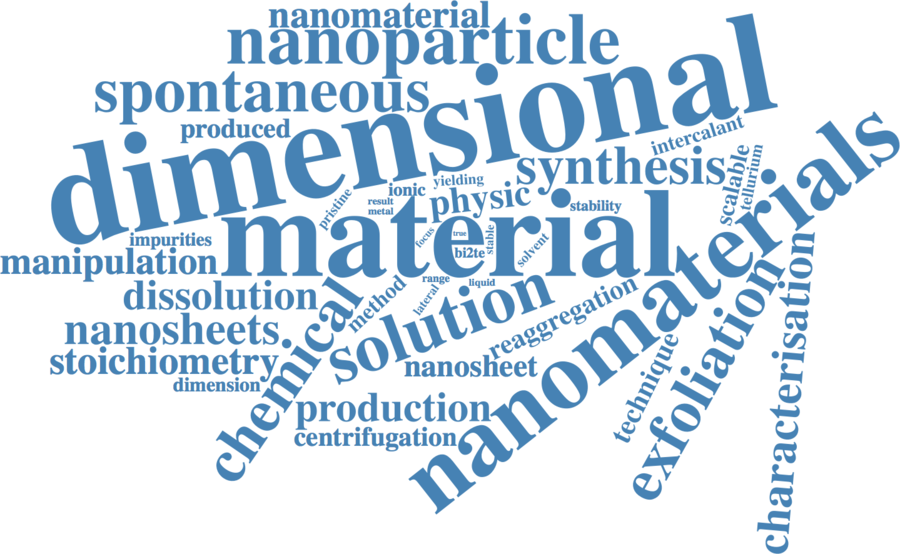 nanomaterial
nanoparticle
spontaneous
dimensional
produced
intercalant
synthesis
scalable
tellurium
yielding
ionic
physic
pristine
result
metal
stability
material
nanomaterials
impurities
manipulation
focus
true
stable
bi2te
solvent
range
liquid
lateral
method
dissolution
solution
chemical
reaggregation
nanosheets
stoichiometry
nanosheet
dimension
technique
exfoliation
characterisation
production
centrifugation